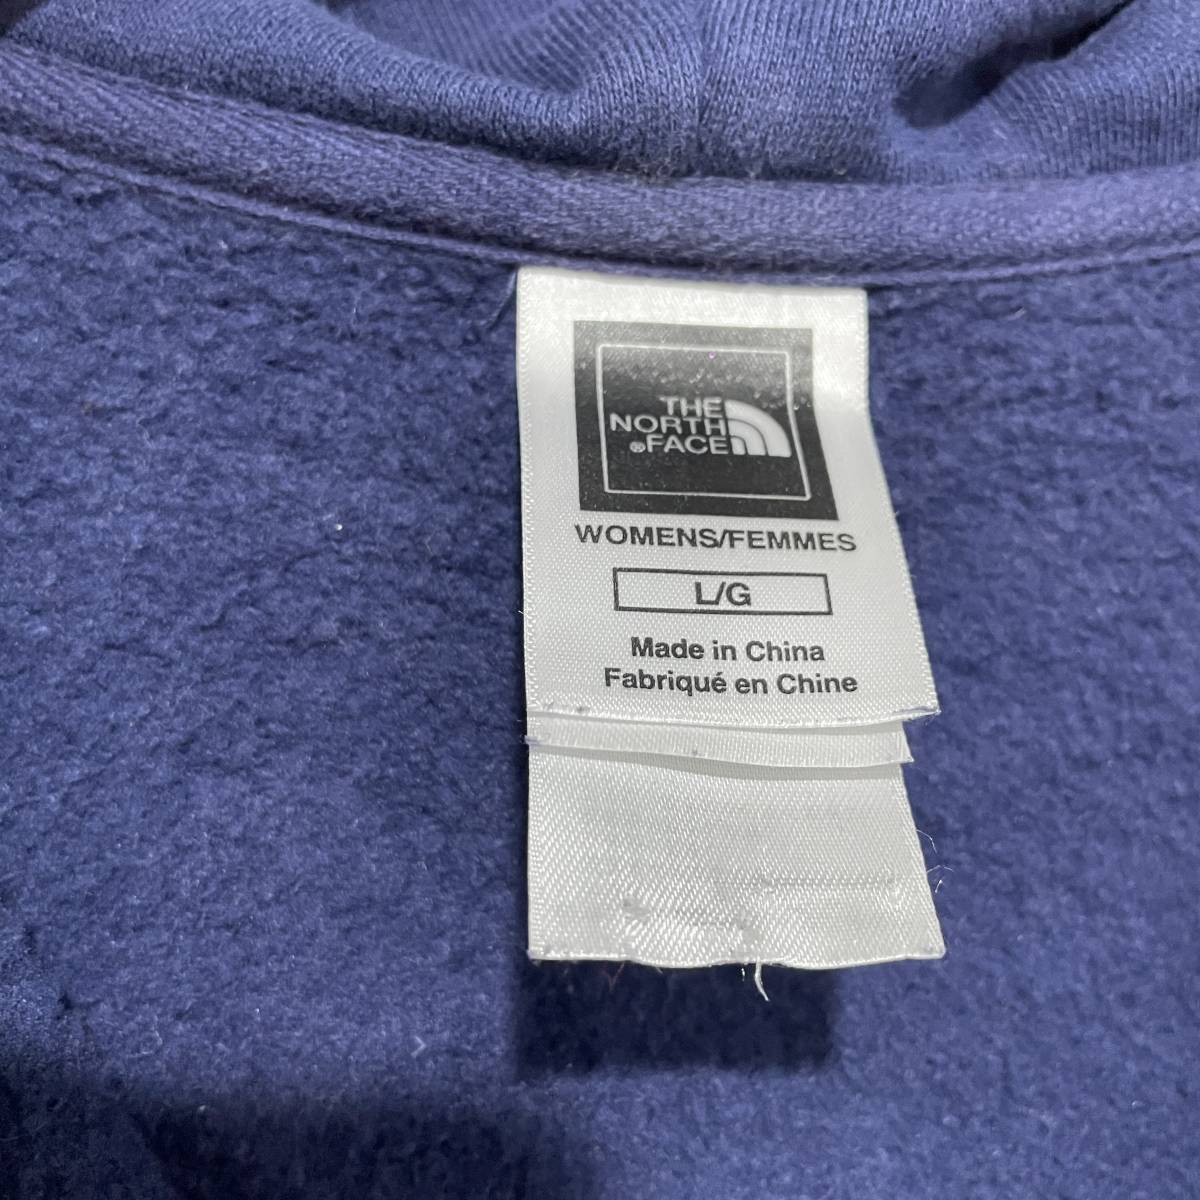 THE
NORTH
®FACE
WOMENS/FEMMES
L/G
Made in China
Fabriqué en Chine